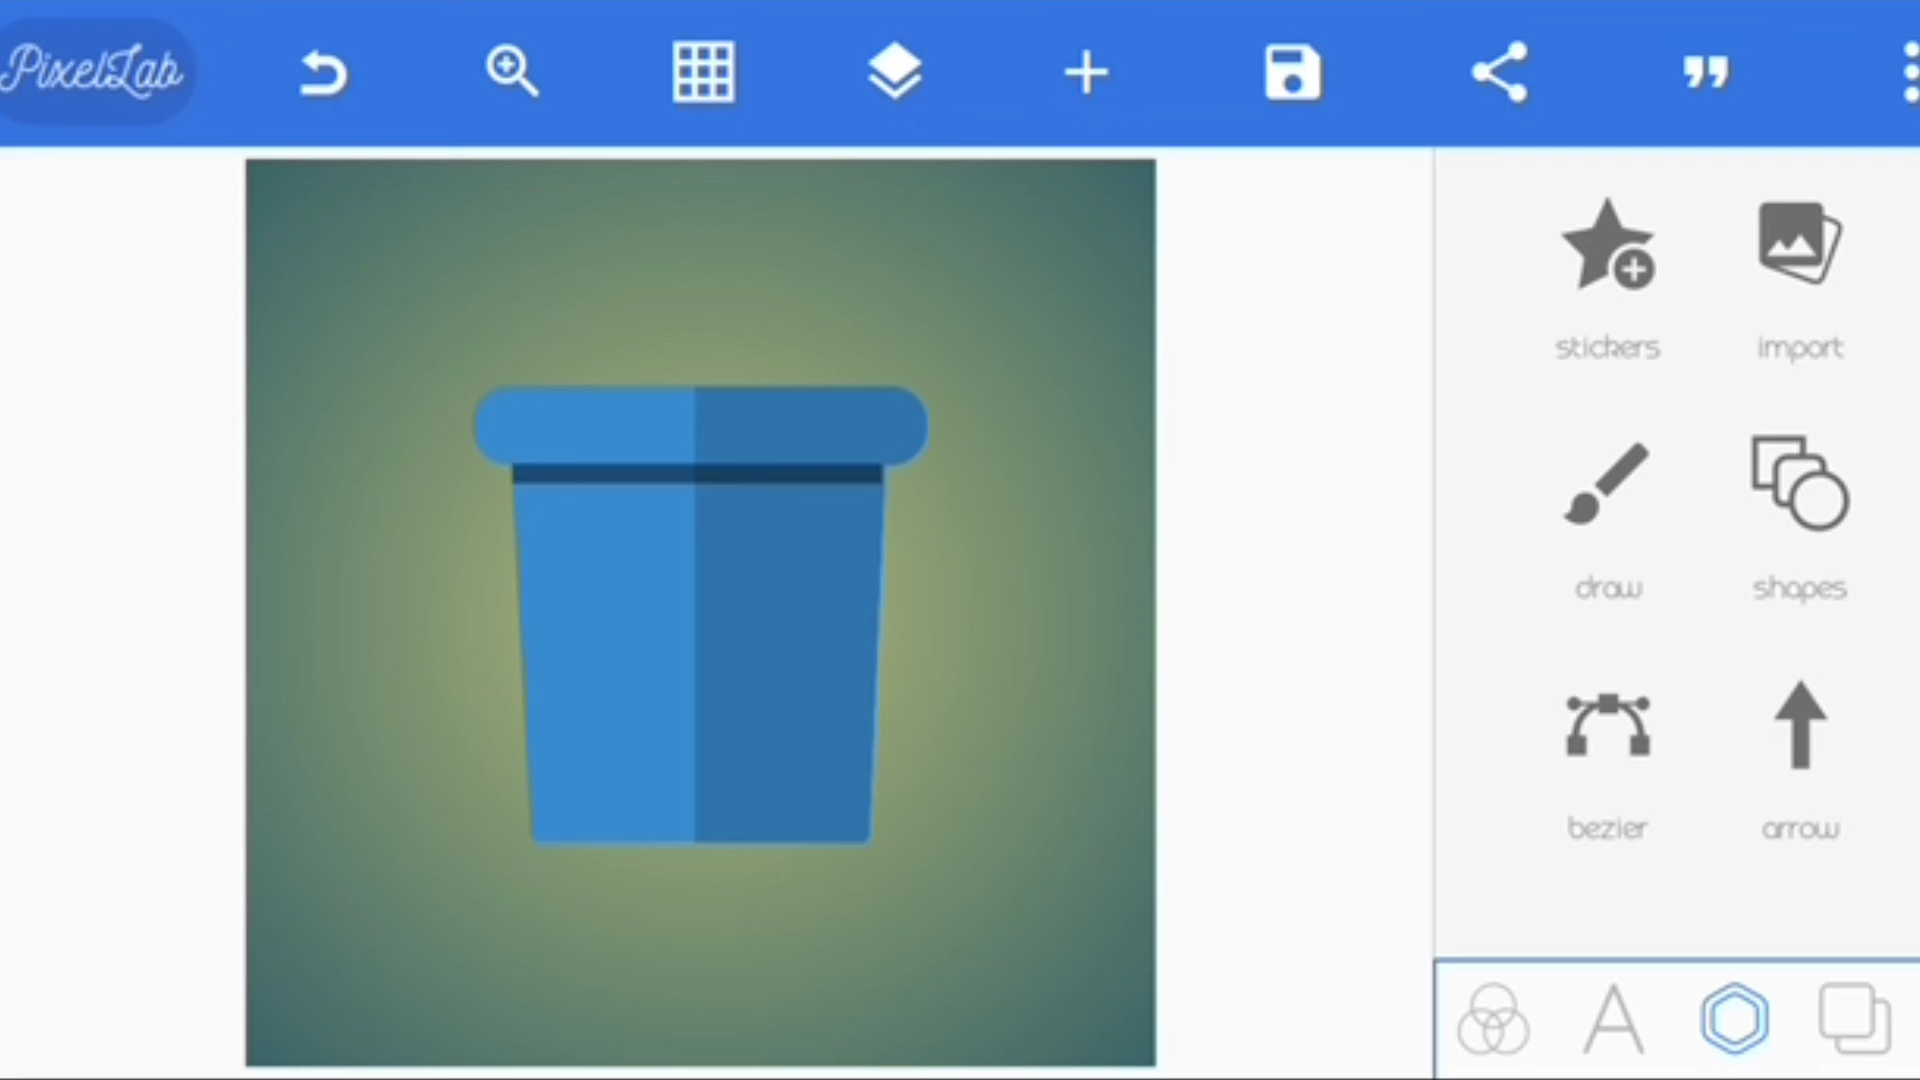 PixelLab
stickers
import
draw
shapes
bezier
arrow